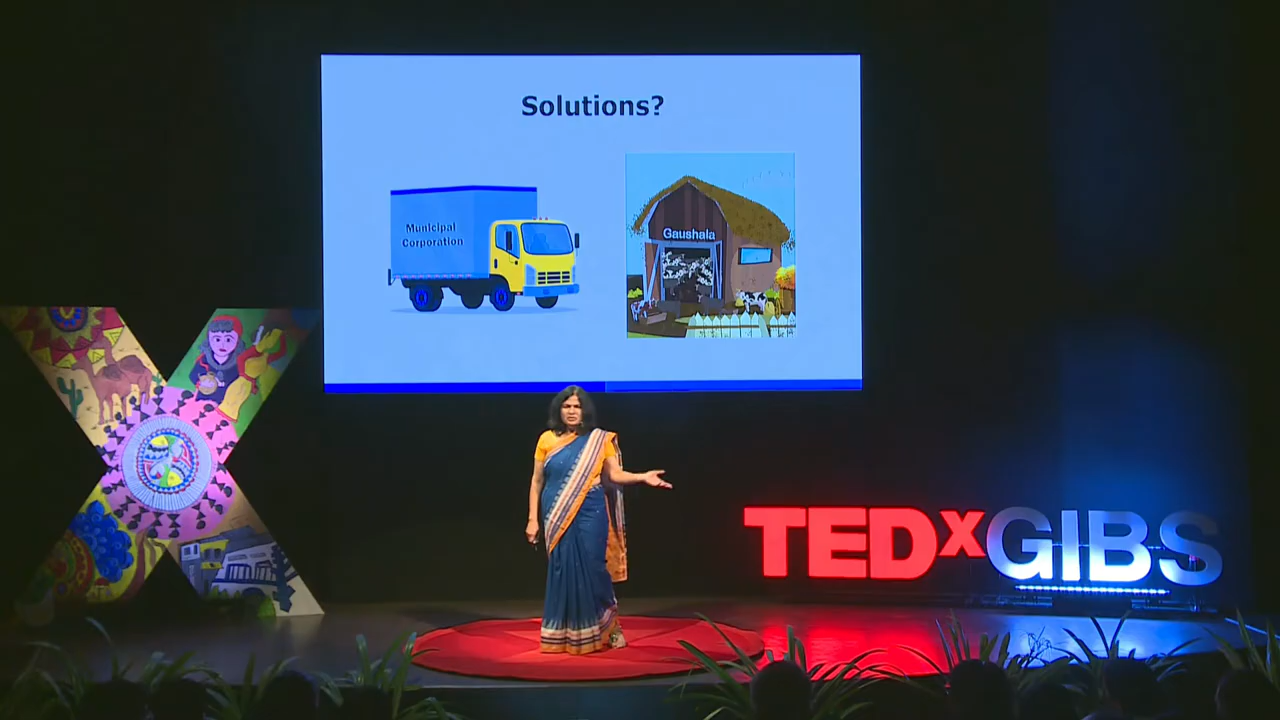 Solutions?
Municipal
Corporation
Gaushala
TEDxGIBS